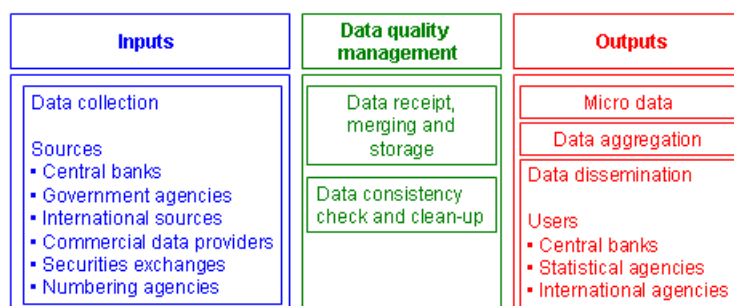 Inputs
Data collection
Sources
▪ Central banks
▪ Government agencies
▪ International sources
▪ Commercial data providers
▪ Securities exchanges
▪ Numbering agencies
Data quality
management
Data receipt,
merging and
storage
Data consistency
check and clean-up
Outputs
Micro data
Data aggregation
Data dissemination
Users
▪ Central banks
▪ Statistical agencies
▪ International agencies